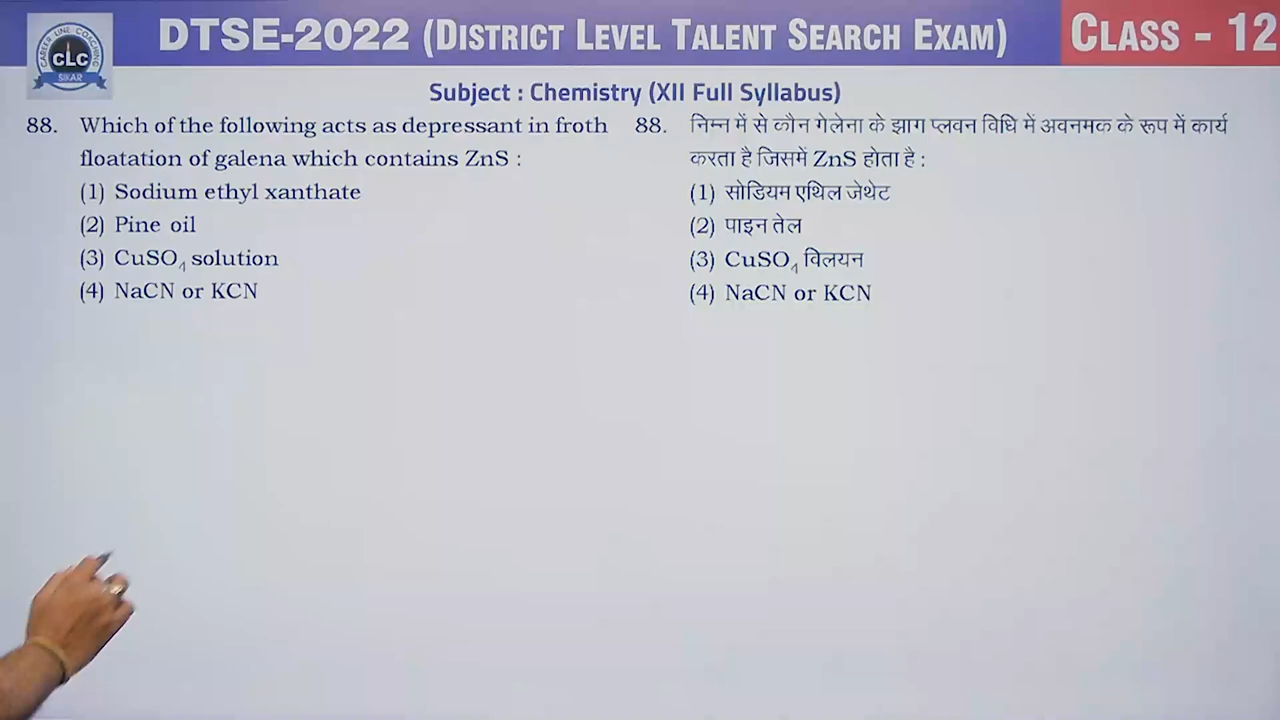 CAREER LINE COACHING
CLC
SIKAR
DTSE-2022 (DISTRICT LEVEL TALENT SEARCH EXAM)
CLASS - 12
Subject : Chemistry (XII Full Syllabus)
88. Which of the following acts as depressant in froth
floatation of galena which contains ZnS :
(1) Sodium ethyl xanthate
(2) Pine oil
(3) CuSO₄ solution
(4) NaCN or KCN
88. निम्न में से कौन गेलेना के झाग प्लवन विधि में अवनमक के रूप में कार्य
करता है जिसमें ZnS होता है :
(1) सोडियम एथिल जेथेट
(2) पाइन तेल
(3) CuSO₄ विलयन
(4) NaCN or KCN